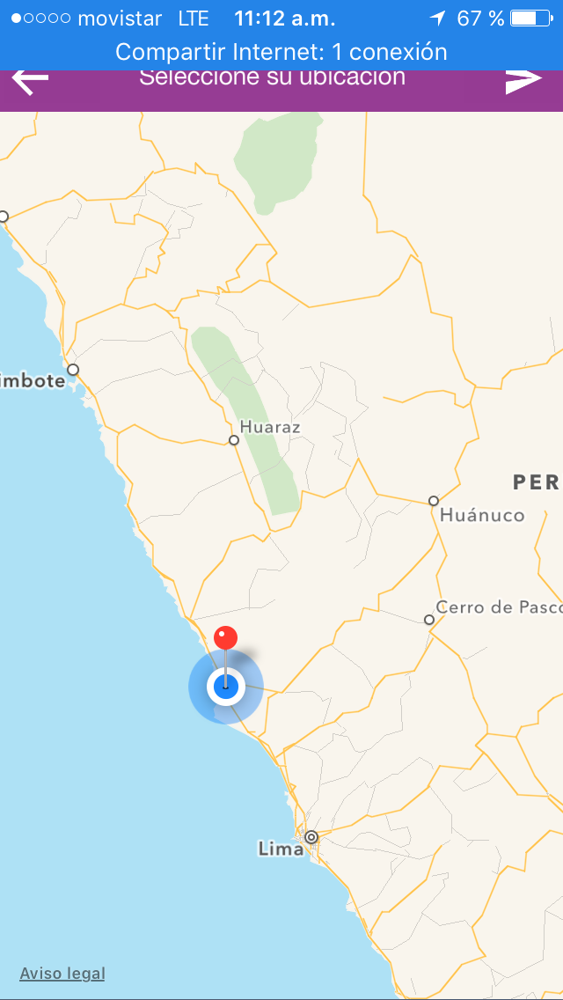 movistar LTE 11:12 a.m. 67 %
Compartir Internet: 1 conexión
Seleccione su ubicación
imbote
Huaraz
PER
Huánuco
Cerro de Pasco
Lima
Aviso legal